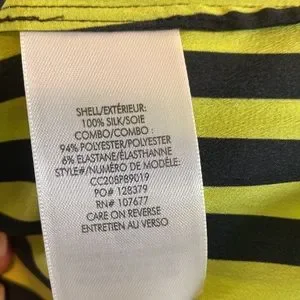 SHELL/EXTÉRIEUR:
100% SILK/SOIE
COMBO/COMBO :
94% POLYESTER/POLYESTER
6% ELASTANE/ÉLASTHANNE
STYLE#/NUMÉRO DE MODÈLE:
CC208P89019
PO# 128379
RN# 107677
CARE ON REVERSE
ENTRETIEN AU VERSO